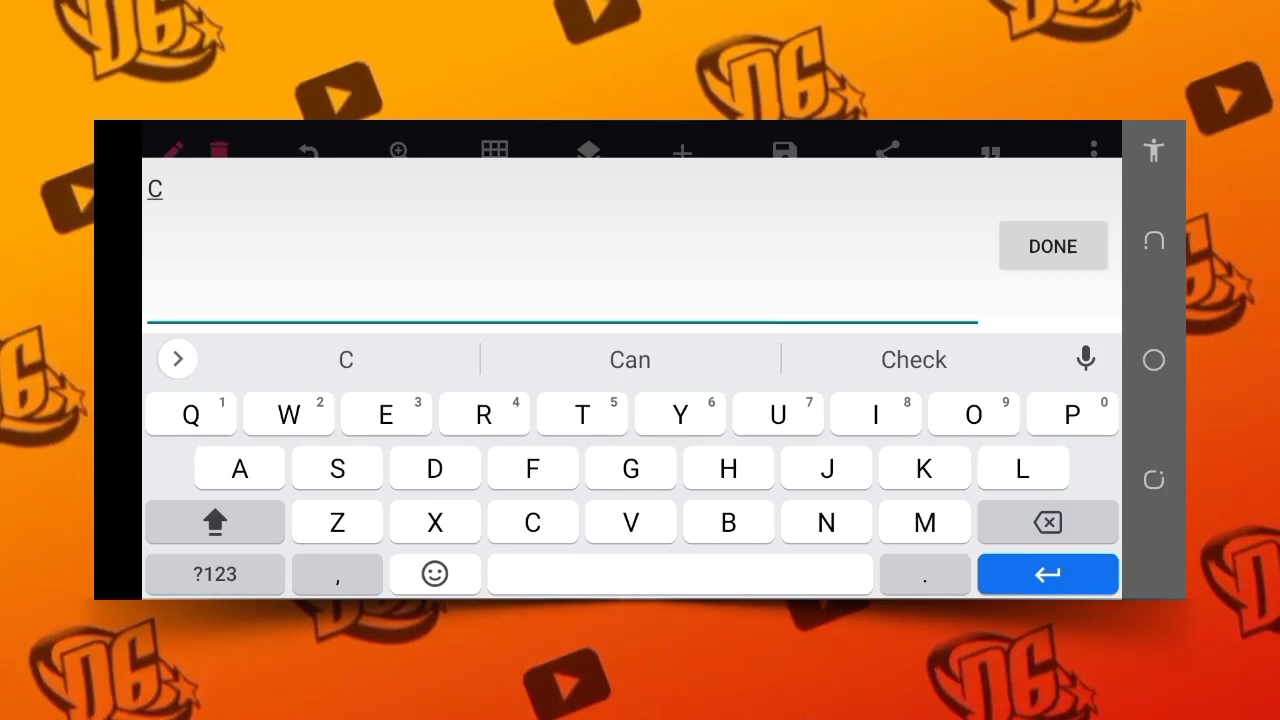 C
DONE
C Can Check
Q 1 W 2 E 3 R 4 T 5 Y 6 U 7 I 8 O 9 P 0
A S D F G H J K L
Z X C V B N M
?123 , .